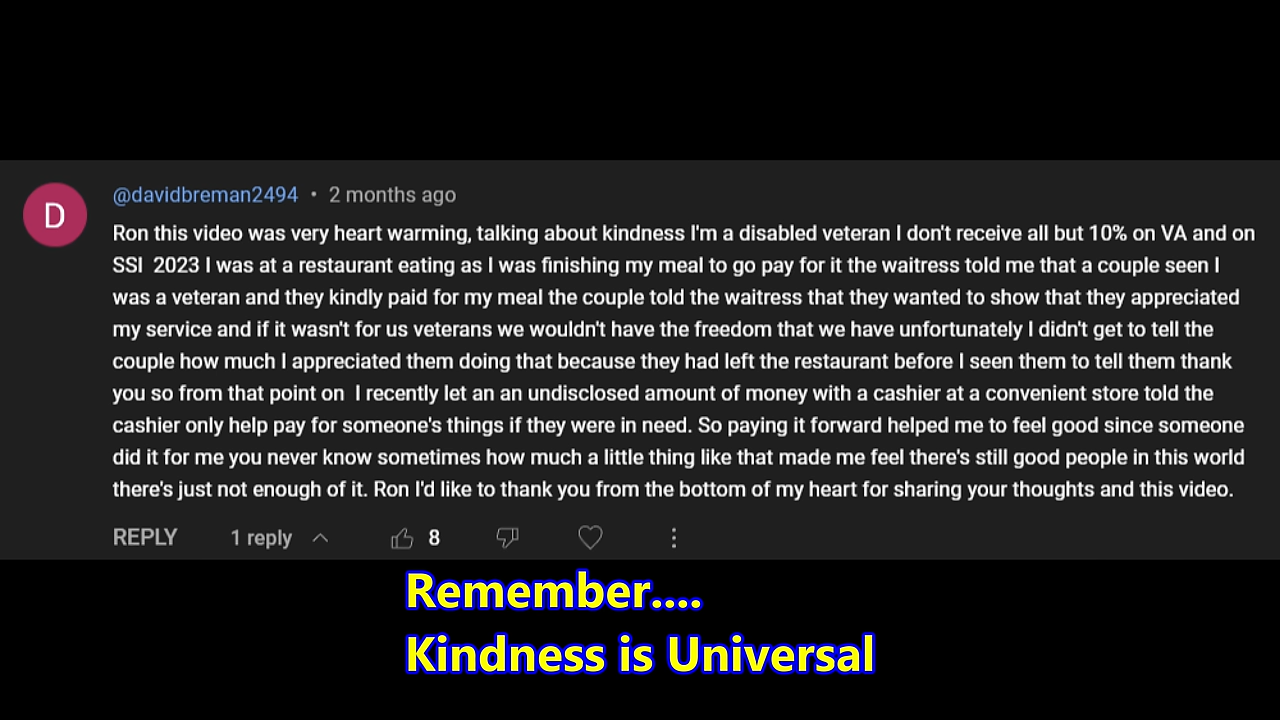 D
@davidbreman2494 • 2 months ago
Ron this video was very heart warming, talking about kindness I'm a disabled veteran I don't receive all but 10% on VA and on
SSI  2023 I was at a restaurant eating as I was finishing my meal to go pay for it the waitress told me that a couple seen I
was a veteran and they kindly paid for my meal the couple told the waitress that they wanted to show that they appreciated
my service and if it wasn't for us veterans we wouldn't have the freedom that we have unfortunately I didn't get to tell the
couple how much I appreciated them doing that because they had left the restaurant before I seen them to tell them thank
you so from that point on  I recently let an an undisclosed amount of money with a cashier at a convenient store told the
cashier only help pay for someone's things if they were in need. So paying it forward helped me to feel good since someone
did it for me you never know sometimes how much a little thing like that made me feel there's still good people in this world
there's just not enough of it. Ron I'd like to thank you from the bottom of my heart for sharing your thoughts and this video.
REPLY 1 reply 8
Remember....
Kindness is Universal